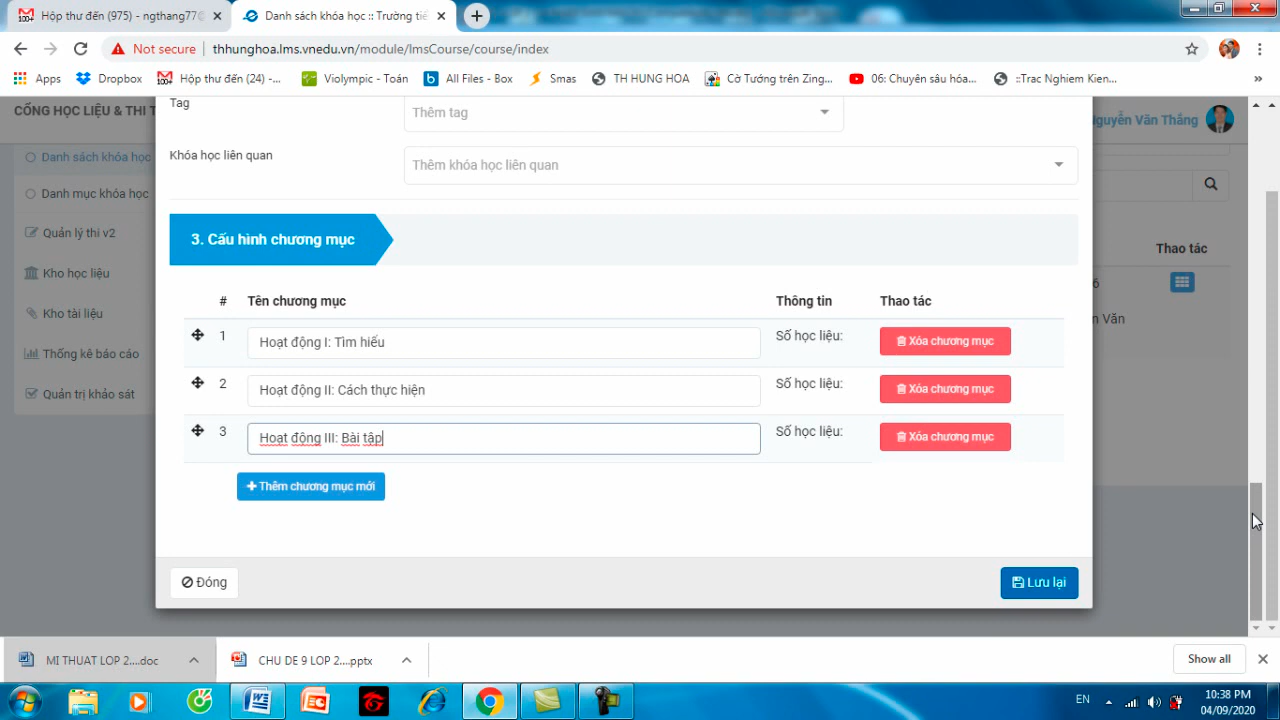 Hộp thư đến (975) - ngthang77@
Danh sách khóa học :: Trường tiể
Not secure
thhunghoa.lms.vnedu.vn/module/lmsCourse/course/index
Apps
Dropbox
Hộp thư đến (24) -...
Violympic - Toán
All Files - Box
Smas
TH HUNG HOA
Cờ Tướng trên Zing...
06: Chuyên sâu hóa...
::Trac Nghiem Kien...
»
CỔNG HỌC LIỆU & THI T
Nguyễn Văn Thắng
Tag
Thêm tag
Danh sách khóa học
Khóa học liên quan
Thêm khóa học liên quan
Danh mục khóa học
Quản lý thi v2
3. Cấu hình chương mục
Thao tác
Kho học liệu
6
# Tên chương mục Thông tin Thao tác
Kho tài liệu
n Văn
1 Hoạt động I: Tìm hiểu Số học liệu: Xóa chương mục
Thống kê báo cáo
2 Hoạt động II: Cách thực hiện Số học liệu: Xóa chương mục
Quản trị khảo sát
3 Hoạt động III: Bài tập Số học liệu: Xóa chương mục
+ Thêm chương mục mới
Đóng
Lưu lại
MI THUAT LOP 2....doc
CHU DE 9 LOP 2....pptx
Show all
EN
10:38 PM
04/09/2020